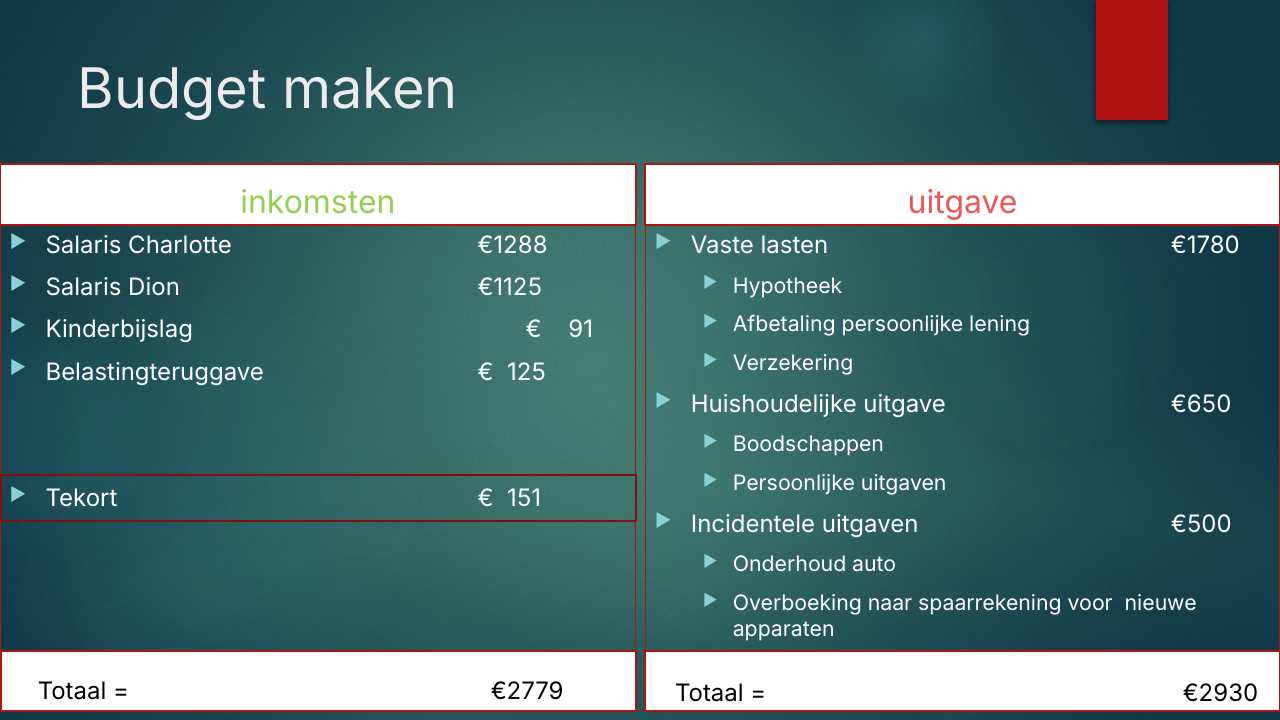 Budget maken
inkomsten
Salaris Charlotte €1288
Salaris Dion €1125
Kinderbijslag € 91
Belastingteruggave € 125
Tekort € 151
Totaal = €2779
uitgave
Vaste lasten €1780
Hypotheek
Afbetaling persoonlijke lening
Verzekering
Huishoudelijke uitgave €650
Boodschappen
Persoonlijke uitgaven
Incidentele uitgaven €500
Onderhoud auto
Overboeking naar spaarrekening voor nieuwe
apparaten
Totaal = €2930